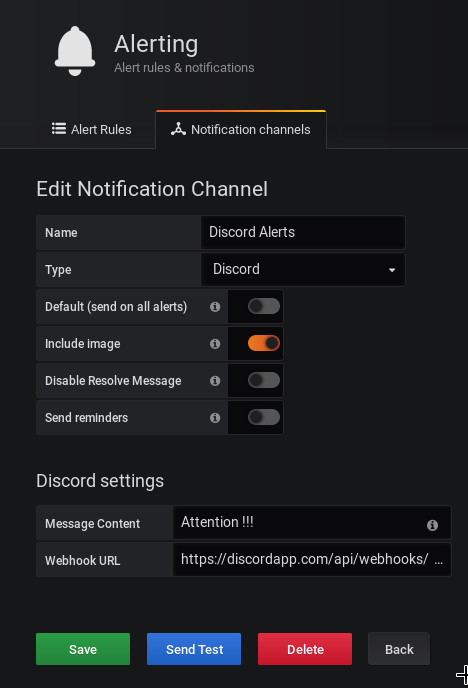 Alerting
Alert rules & notifications
Alert Rules
Notification channels
Edit Notification Channel
Name
Discord Alerts
Type
Discord
Default (send on all alerts)
Include image
Disable Resolve Message
Send reminders
Discord settings
Message Content
Attention !!!
Webhook URL
https://discordapp.com/api/webhooks/ ...
Save
Send Test
Delete
Back